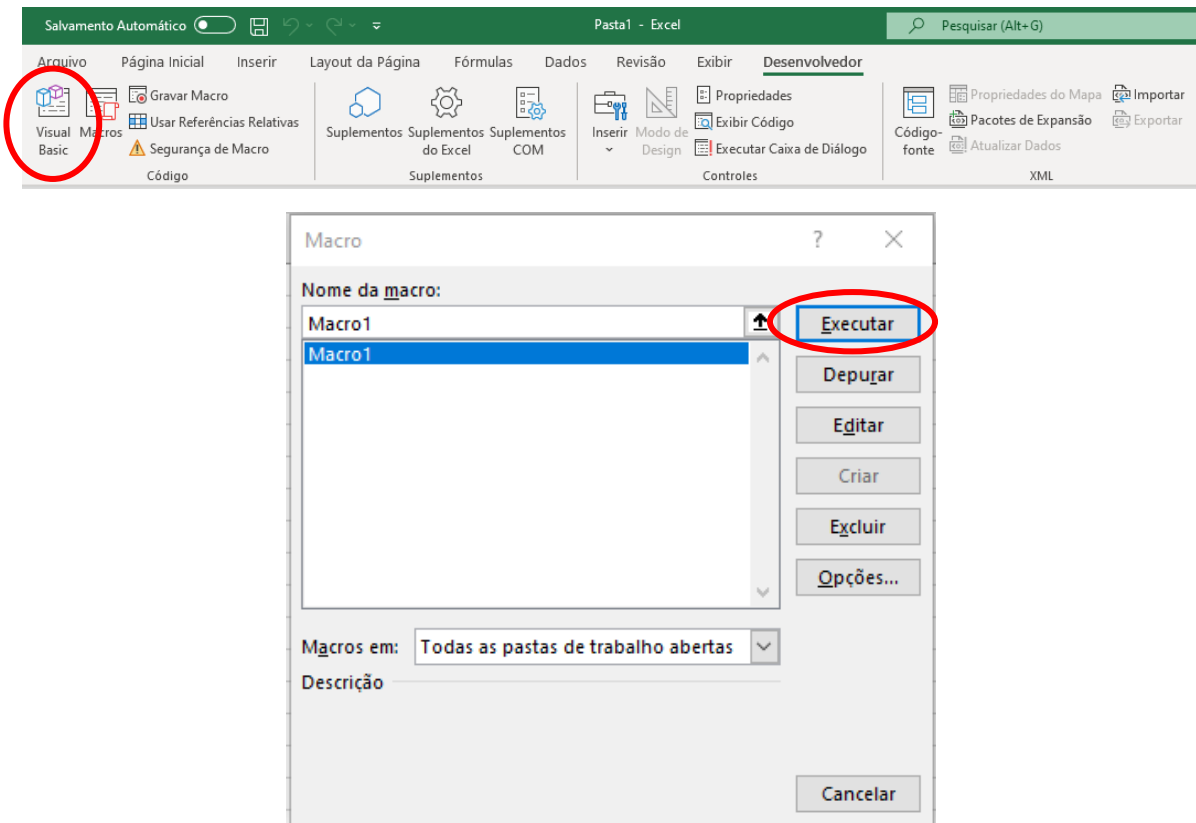 Salvamento Automático
Pasta1 - Excel
Pesquisar (Alt+G)
Arquivo Página Inicial Inserir Layout da Página Fórmulas Dados Revisão Exibir Desenvolvedor
Visual Basic
Macros
Gravar Macro
Usar Referências Relativas
Segurança de Macro
Código
Suplementos
Suplementos do Excel
Suplementos COM
Suplementos
Inserir
Modo de Design
Propriedades
Exibir Código
Executar Caixa de Diálogo
Controles
Código-fonte
Propriedades do Mapa
Pacotes de Expansão
Atualizar Dados
Importar
Exportar
XML
Macro ?
Nome da macro:
Macro1
Executar
Macro1
Depurar
Editar
Criar
Excluir
Opções...
Macros em: Todas as pastas de trabalho abertas
Descrição
Cancelar